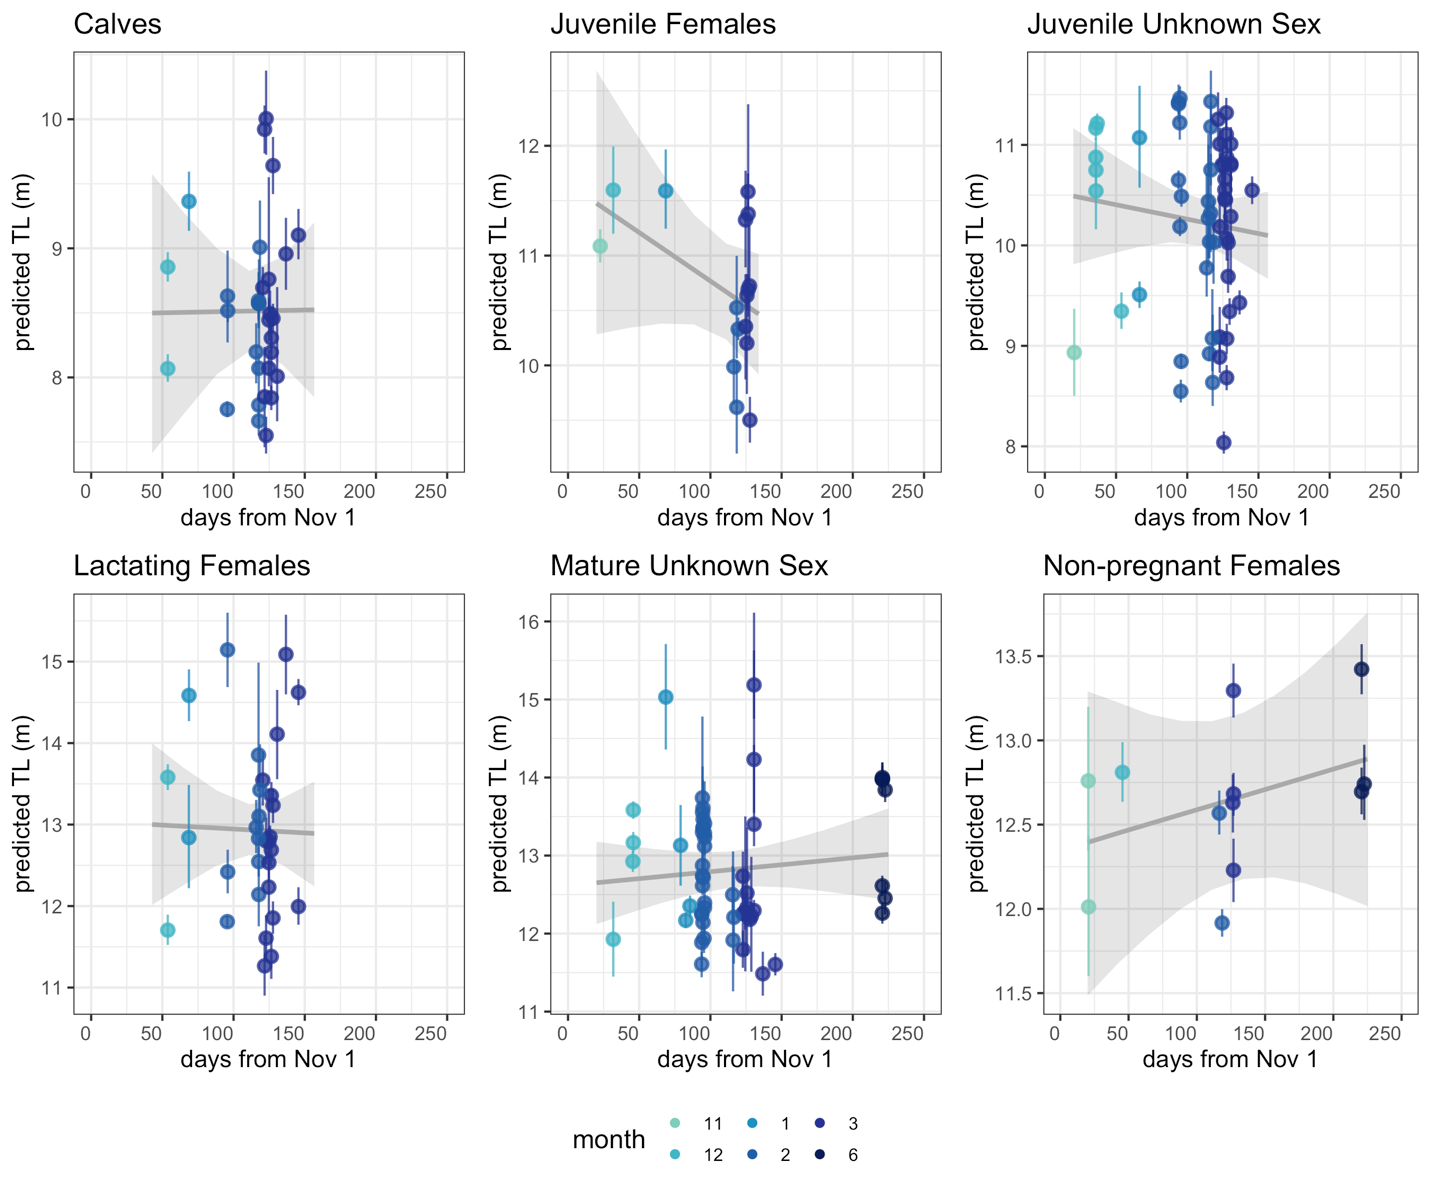 Calves
Juvenile Females
Juvenile Unknown Sex
predicted TL (m)
10
9
8
0 50 100 150 200 250
days from Nov 1
predicted TL (m)
12
11
10
0 50 100 150 200 250
days from Nov 1
predicted TL (m)
11
10
9
8
0 50 100 150 200 250
days from Nov 1
Lactating Females
Mature Unknown Sex
Non-pregnant Females
predicted TL (m)
15
14
13
12
11
0 50 100 150 200 250
days from Nov 1
predicted TL (m)
16
15
14
13
12
11
0 50 100 150 200 250
days from Nov 1
predicted TL (m)
13.5
13.0
12.5
12.0
11.5
0 50 100 150 200 250
days from Nov 1
month
11 1 3
12 2 6